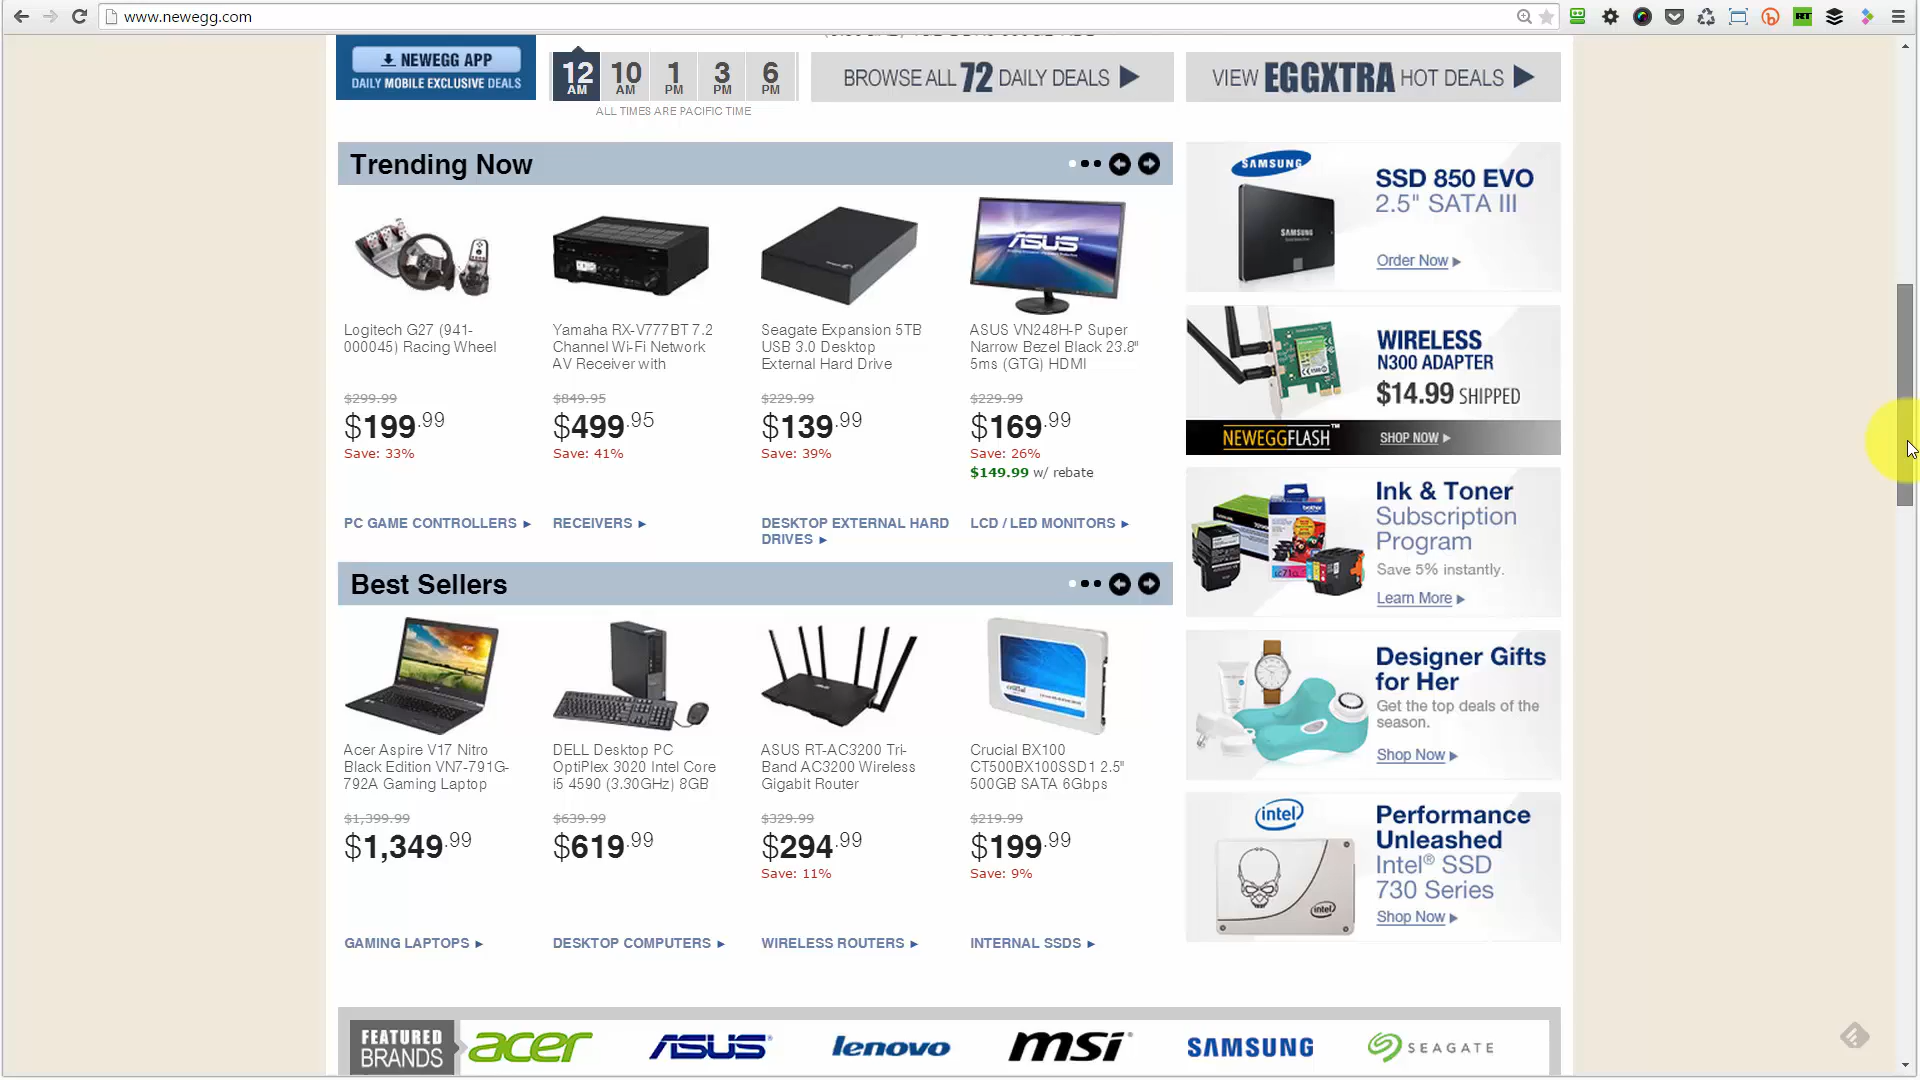 www.newegg.com
NEWEGG APP
DAILY MOBILE EXCLUSIVE DEALS
12 AM
10 AM
1 PM
3 PM
6 PM
ALL TIMES ARE PACIFIC TIME
BROWSE ALL 72 DAILY DEALS
VIEW EGGXTRA HOT DEALS
Trending Now
Logitech G27 (941-
000045) Racing Wheel
$299.99
$199.99
Save: 33%
PC GAME CONTROLLERS
Yamaha RX-V777BT 7.2
Channel Wi-Fi Network
AV Receiver with
$849.95
$499.95
Save: 41%
RECEIVERS
Seagate Expansion 5TB
USB 3.0 Desktop
External Hard Drive
$229.99
$139.99
Save: 39%
DESKTOP EXTERNAL HARD
DRIVES
ASUS
ASUS VN248H-P Super
Narrow Bezel Black 23.8"
5ms (GTG) HDMI
$229.99
$169.99
Save: 26%
$149.99 w/ rebate
LCD / LED MONITORS
Best Sellers
Acer Aspire V17 Nitro
Black Edition VN7-791G-
792A Gaming Laptop
$1,399.99
$1,349.99
GAMING LAPTOPS
DELL Desktop PC
OptiPlex 3020 Intel Core
i5 4590 (3.30GHz) 8GB
$639.99
$619.99
DESKTOP COMPUTERS
ASUS RT-AC3200 Tri-
Band AC3200 Wireless
Gigabit Router
$329.99
$294.99
Save: 11%
WIRELESS ROUTERS
crucial
Crucial BX100
CT500BX100SSD1 2.5"
500GB SATA 6Gbps
$219.99
$199.99
Save: 9%
INTERNAL SSDS
SAMSUNG
SAMSUNG
SSD 850 EVO
2.5" SATA III
Order Now
WIRELESS
N300 ADAPTER
$14.99 SHIPPED
NEWEGGFLASH™
SHOP NOW
brother
Ink & Toner
Subscription
Program
Save 5% instantly.
Learn More
Designer Gifts
for Her
Get the top deals of the
season.
Shop Now
intel
intel
Performance
Unleashed
Intel® SSD
730 Series
Shop Now
FEATURED
BRANDS
acer
ASUS
lenovo
msi
SAMSUNG
SEAGATE
RT